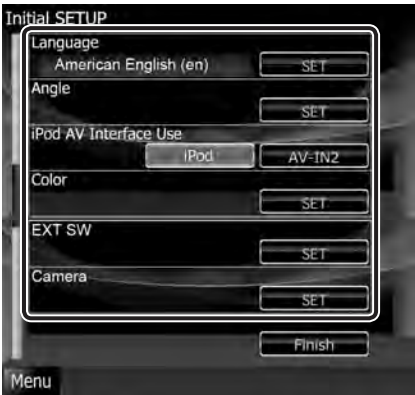 Initial SETUP
Language
American English (en) SET
Angle
SET
iPod AV Interface Use
iPod AV-IN2
Color
SET
EXT SW
SET
Camera
SET
Finish
Menu